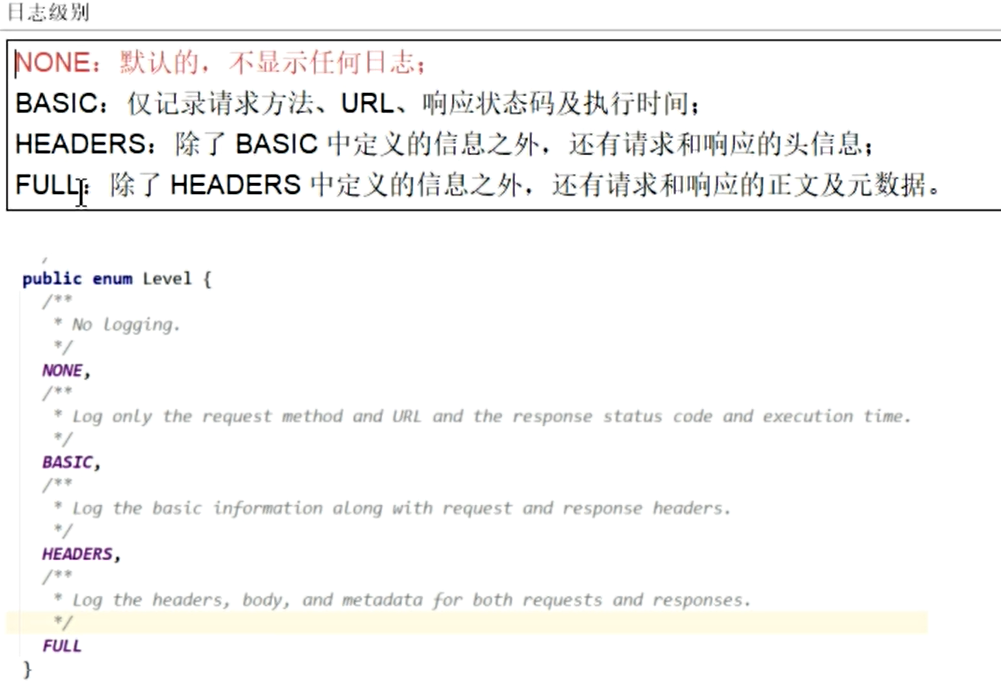 日志级别
NONE：默认的，不显示任何日志；
BASIC：仅记录请求方法、URL、响应状态码及执行时间；
HEADERS：除了 BASIC 中定义的信息之外，还有请求和响应的头信息；
FULL：除了 HEADERS 中定义的信息之外，还有请求和响应的正文及元数据。
public enum Level {
/**
* No logging.
*/
NONE,
/**
* Log only the request method and URL and the response status code and execution time.
*/
BASIC,
/**
* Log the basic information along with request and response headers.
*/
HEADERS,
/**
* Log the headers, body, and metadata for both requests and responses.
*/
FULL
}